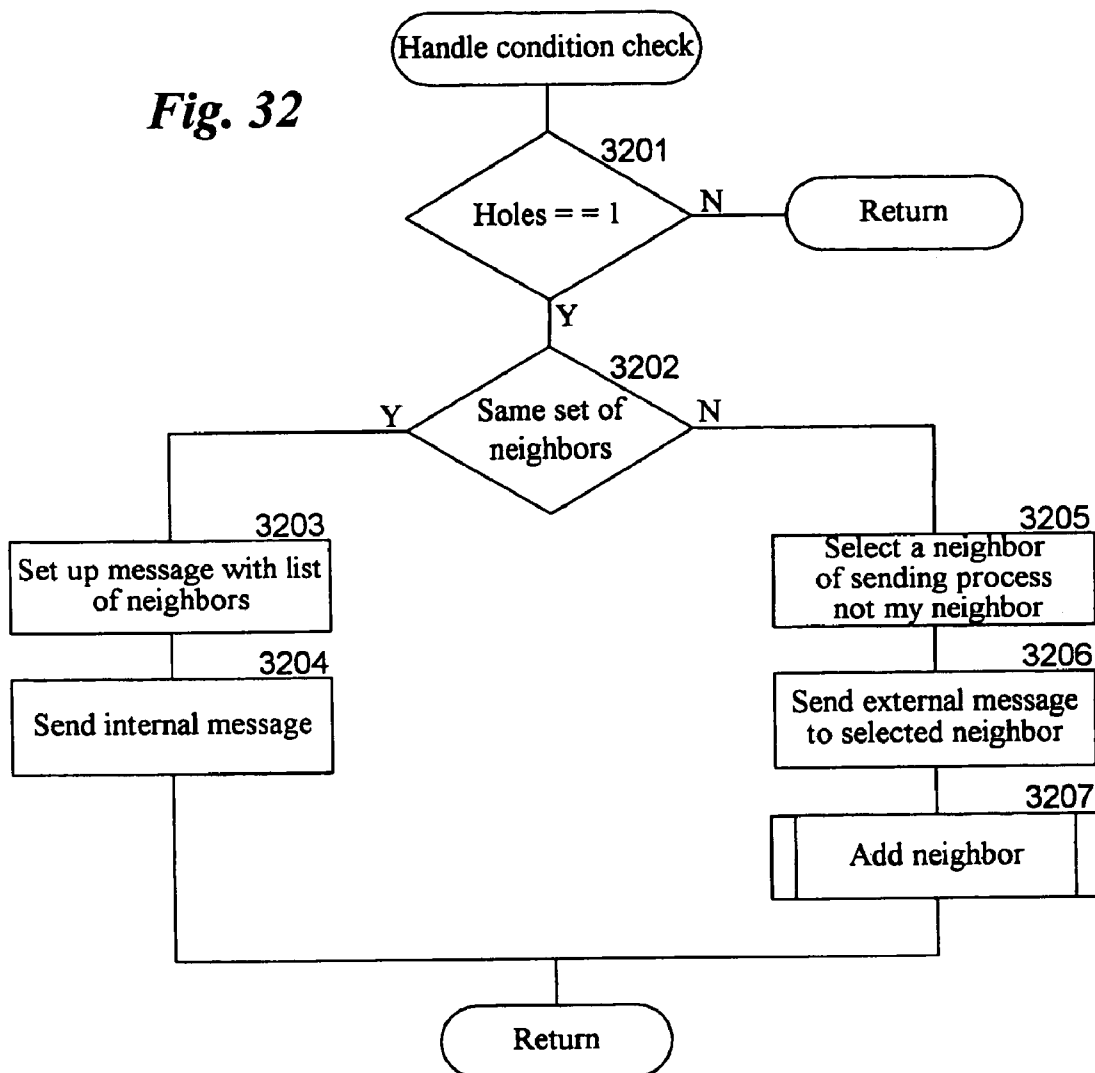 Handle condition check
Fig. 32
3201
Holes = = 1
N
Return
Y
3202
Same set of
neighbors
Y
N
3203
Set up message with list
of neighbors
3204
Send internal message
3205
Select a neighbor
of sending process
not my neighbor
3206
Send external message
to selected neighbor
3207
Add neighbor
Return